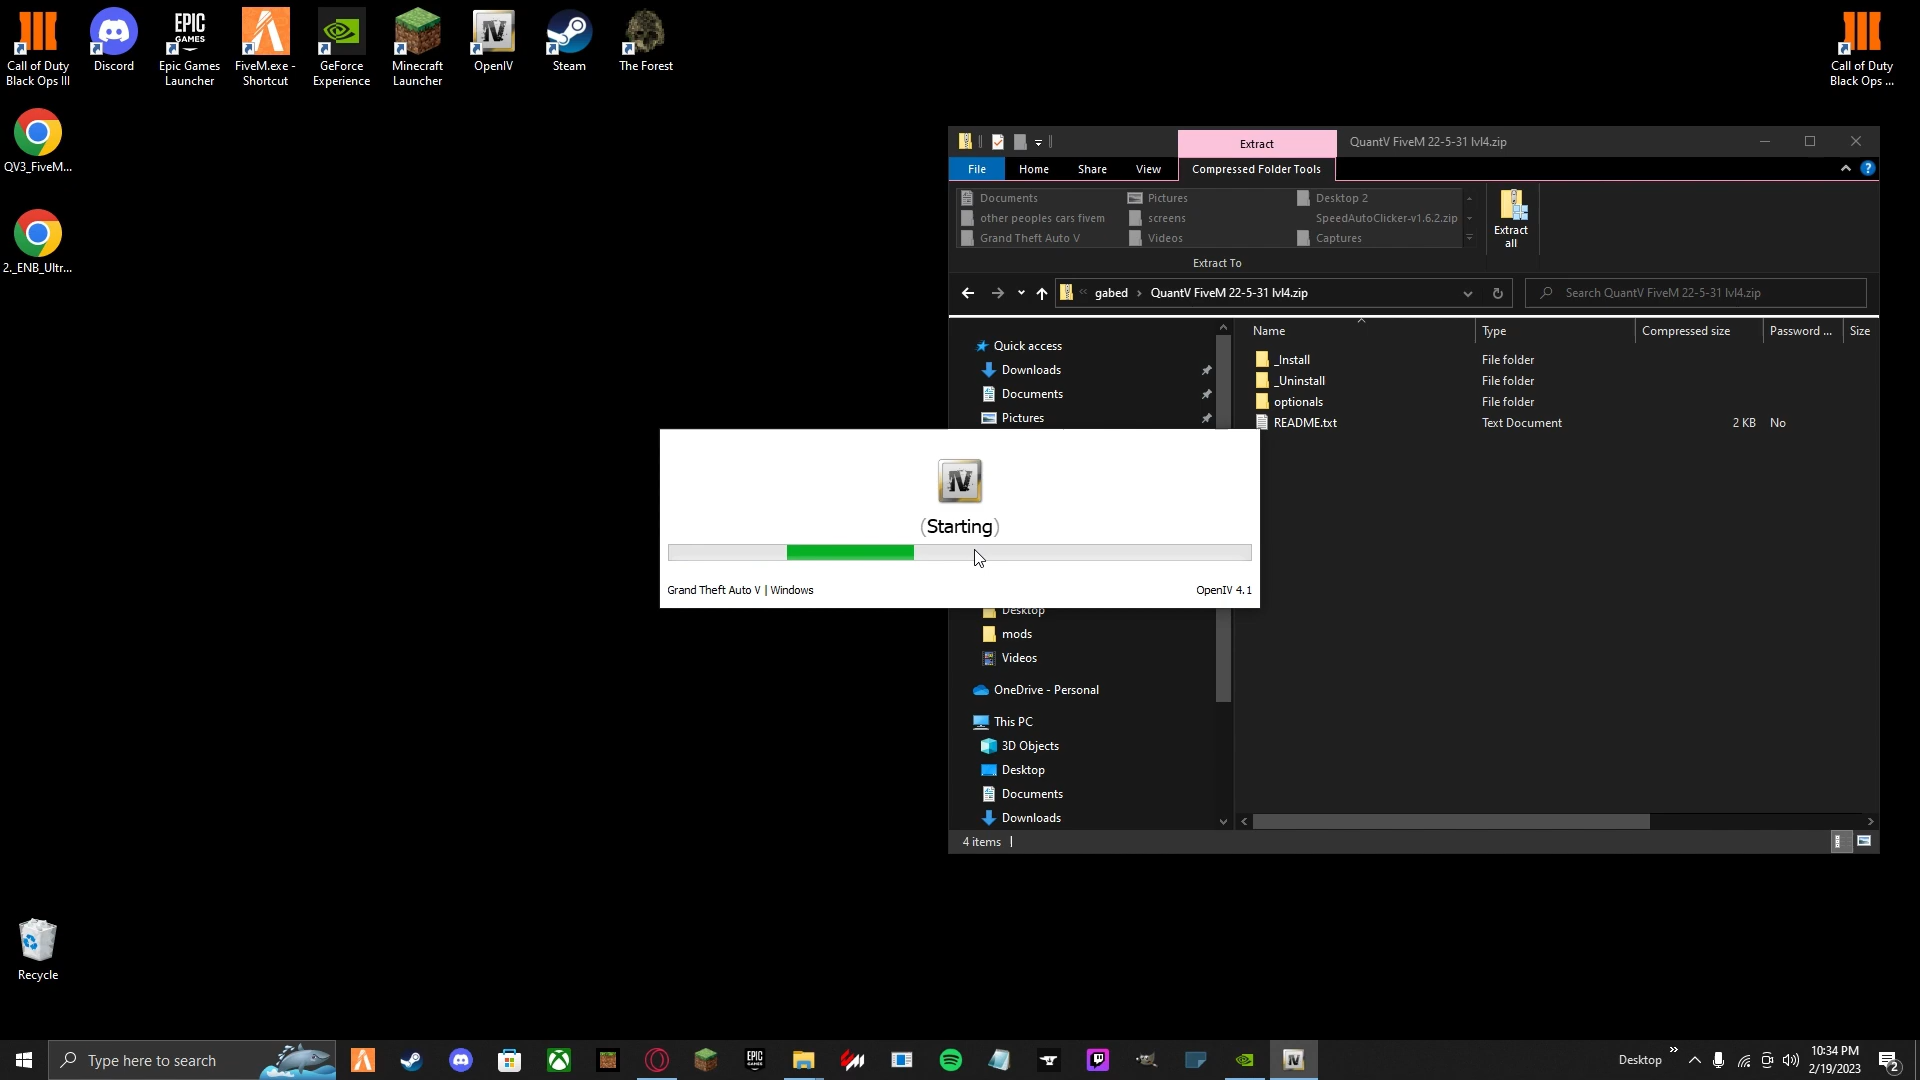 Call of Duty
Black Ops III
Discord
Epic Games
Launcher
FiveM.exe -
Shortcut
GeForce
Experience
Minecraft
Launcher
OpenIV
Steam
The Forest
Call of Duty
Black Ops ...
QV3_FiveM...
2._ENB_Ultr...
Recycle
Extract
QuantV FiveM 22-5-31 lvl4.zip
File
Home
Share
View
Compressed Folder Tools
Documents
Pictures
Desktop 2
other peoples cars fivem
screens
SpeedAutoClicker-v1.6.2.zip
Grand Theft Auto V
Videos
Captures
Extract
all
Extract To
gabed › QuantV FiveM 22-5-31 lvl4.zip
Search QuantV FiveM 22-5-31 lvl4.zip
Name
Type
Compressed size
Password ...
Size
Quick access
Downloads
Documents
Pictures
_Install File folder
_Uninstall File folder
optionals File folder
README.txt Text Document 2 KB No
(Starting)
Grand Theft Auto V | Windows
OpenIV 4.1
Desktop
mods
Videos
OneDrive - Personal
This PC
3D Objects
Desktop
Documents
Downloads
4 items
Type here to search
EPIC
GAMES
Desktop
10:34 PM
2/19/2023
2